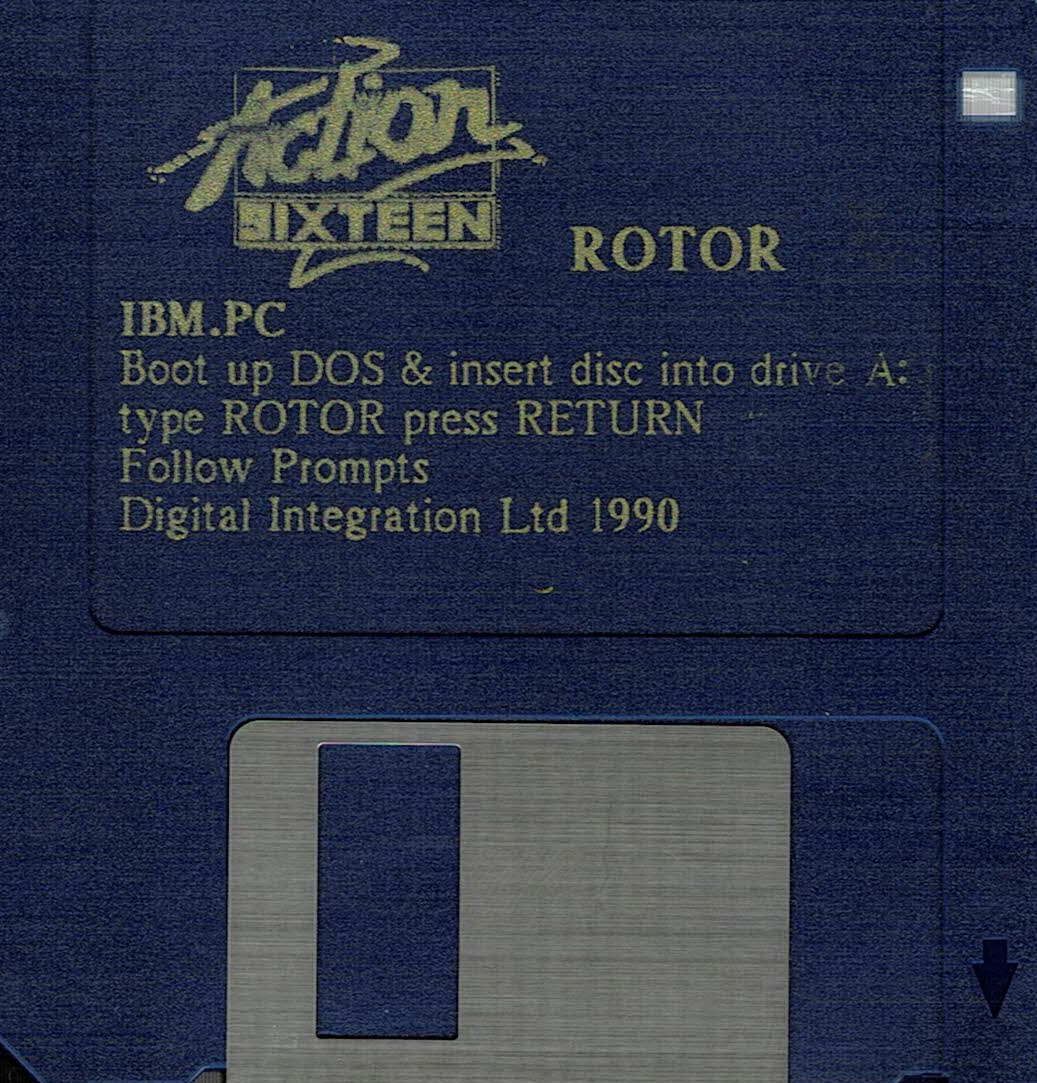 Action
SIXTEEN
ROTOR
IBM.PC
Boot up DOS & insert disc into drive A:
type ROTOR press RETURN
Follow Prompts
Digital Integration Ltd 1990